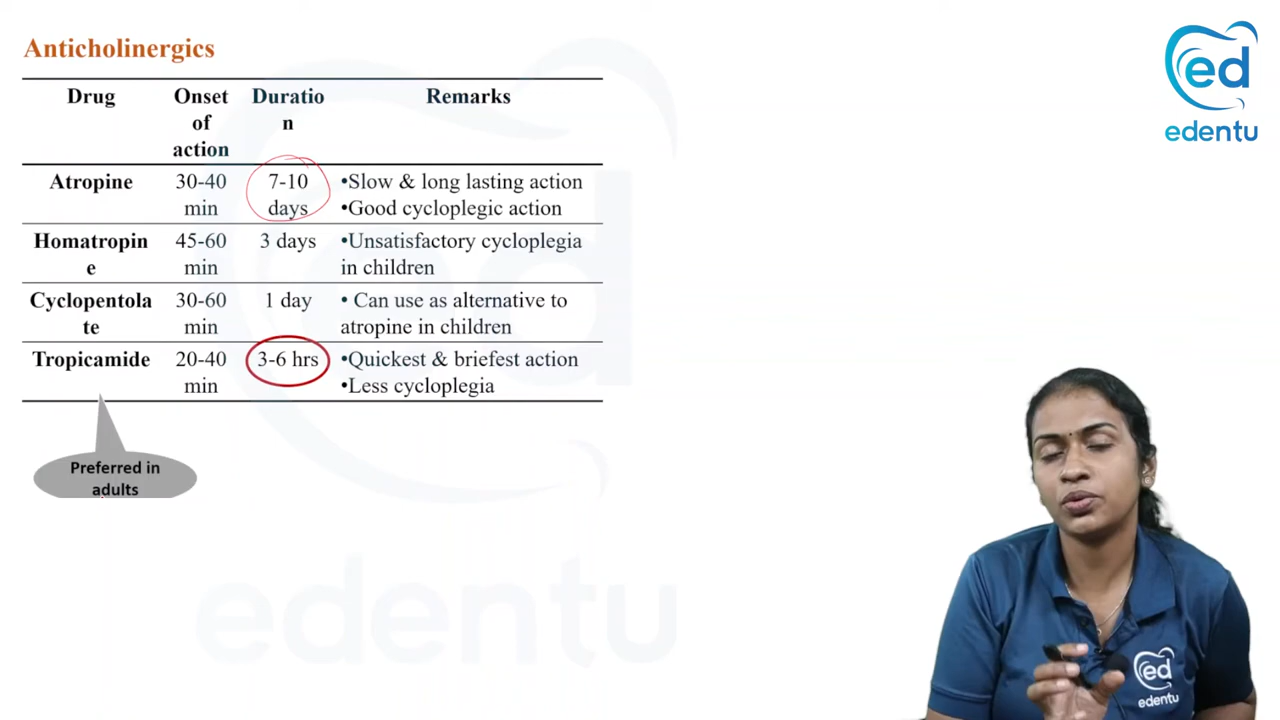 Anticholinergics
ed
edentu
Drug Onset of action Duratio n Remarks
Atropine 30-40 min 7-10 days •Slow & long lasting action
•Good cycloplegic action
Homatropin e 45-60 min 3 days •Unsatisfactory cycloplegia
in children
Cyclopentola te 30-60 min 1 day • Can use as alternative to
atropine in children
Tropicamide 20-40 min 3-6 hrs •Quickest & briefest action
•Less cycloplegia
Preferred in
adults
ed
edentu
ed
edentu